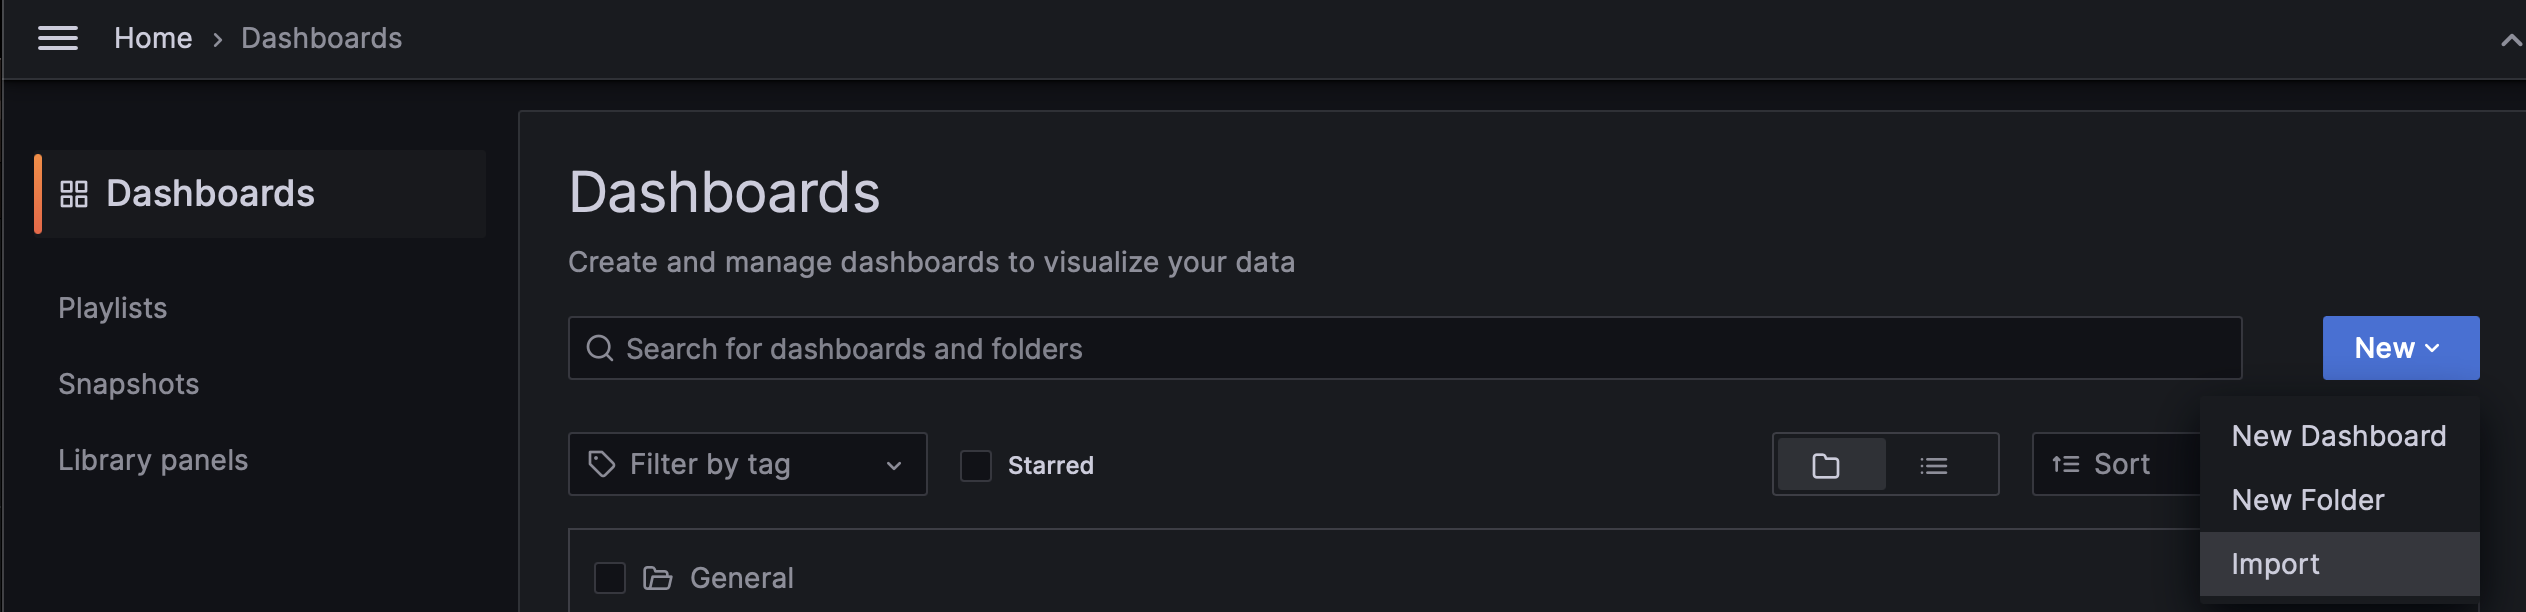 Home › Dashboards
Dashboards
Playlists
Snapshots
Library panels
Dashboards
Create and manage dashboards to visualize your data
Search for dashboards and folders
New
Filter by tag
Starred
Sort
New Dashboard
New Folder
Import
General